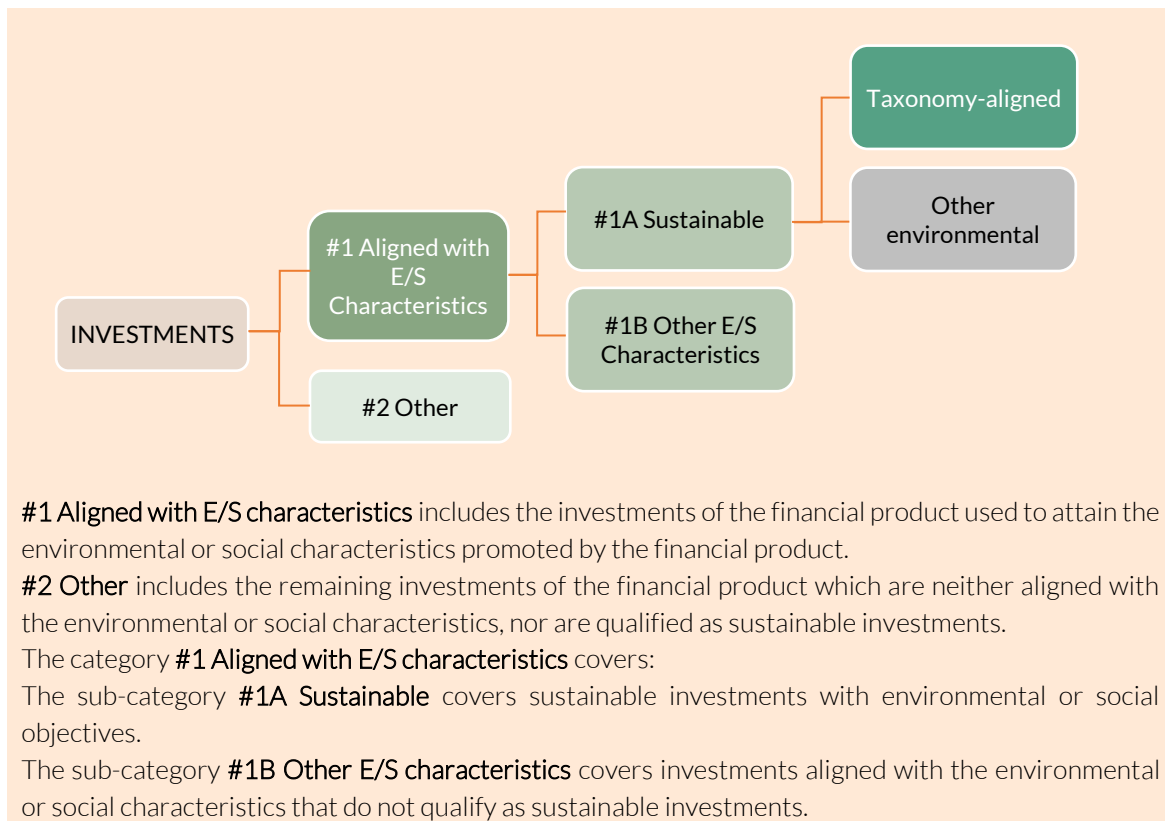 Taxonomy-aligned
Other
environmental
#1A Sustainable
#1 Aligned with
E/S
Characteristics
#1B Other E/S
Characteristics
INVESTMENTS
#2 Other
#1 Aligned with E/S characteristics includes the investments of the financial product used to attain the
environmental or social characteristics promoted by the financial product.
#2 Other includes the remaining investments of the financial product which are neither aligned with
the environmental or social characteristics, nor are qualified as sustainable investments.
The category #1 Aligned with E/S characteristics covers:
The sub-category #1A Sustainable covers sustainable investments with environmental or social
objectives.
The sub-category #1B Other E/S characteristics covers investments aligned with the environmental
or social characteristics that do not qualify as sustainable investments.